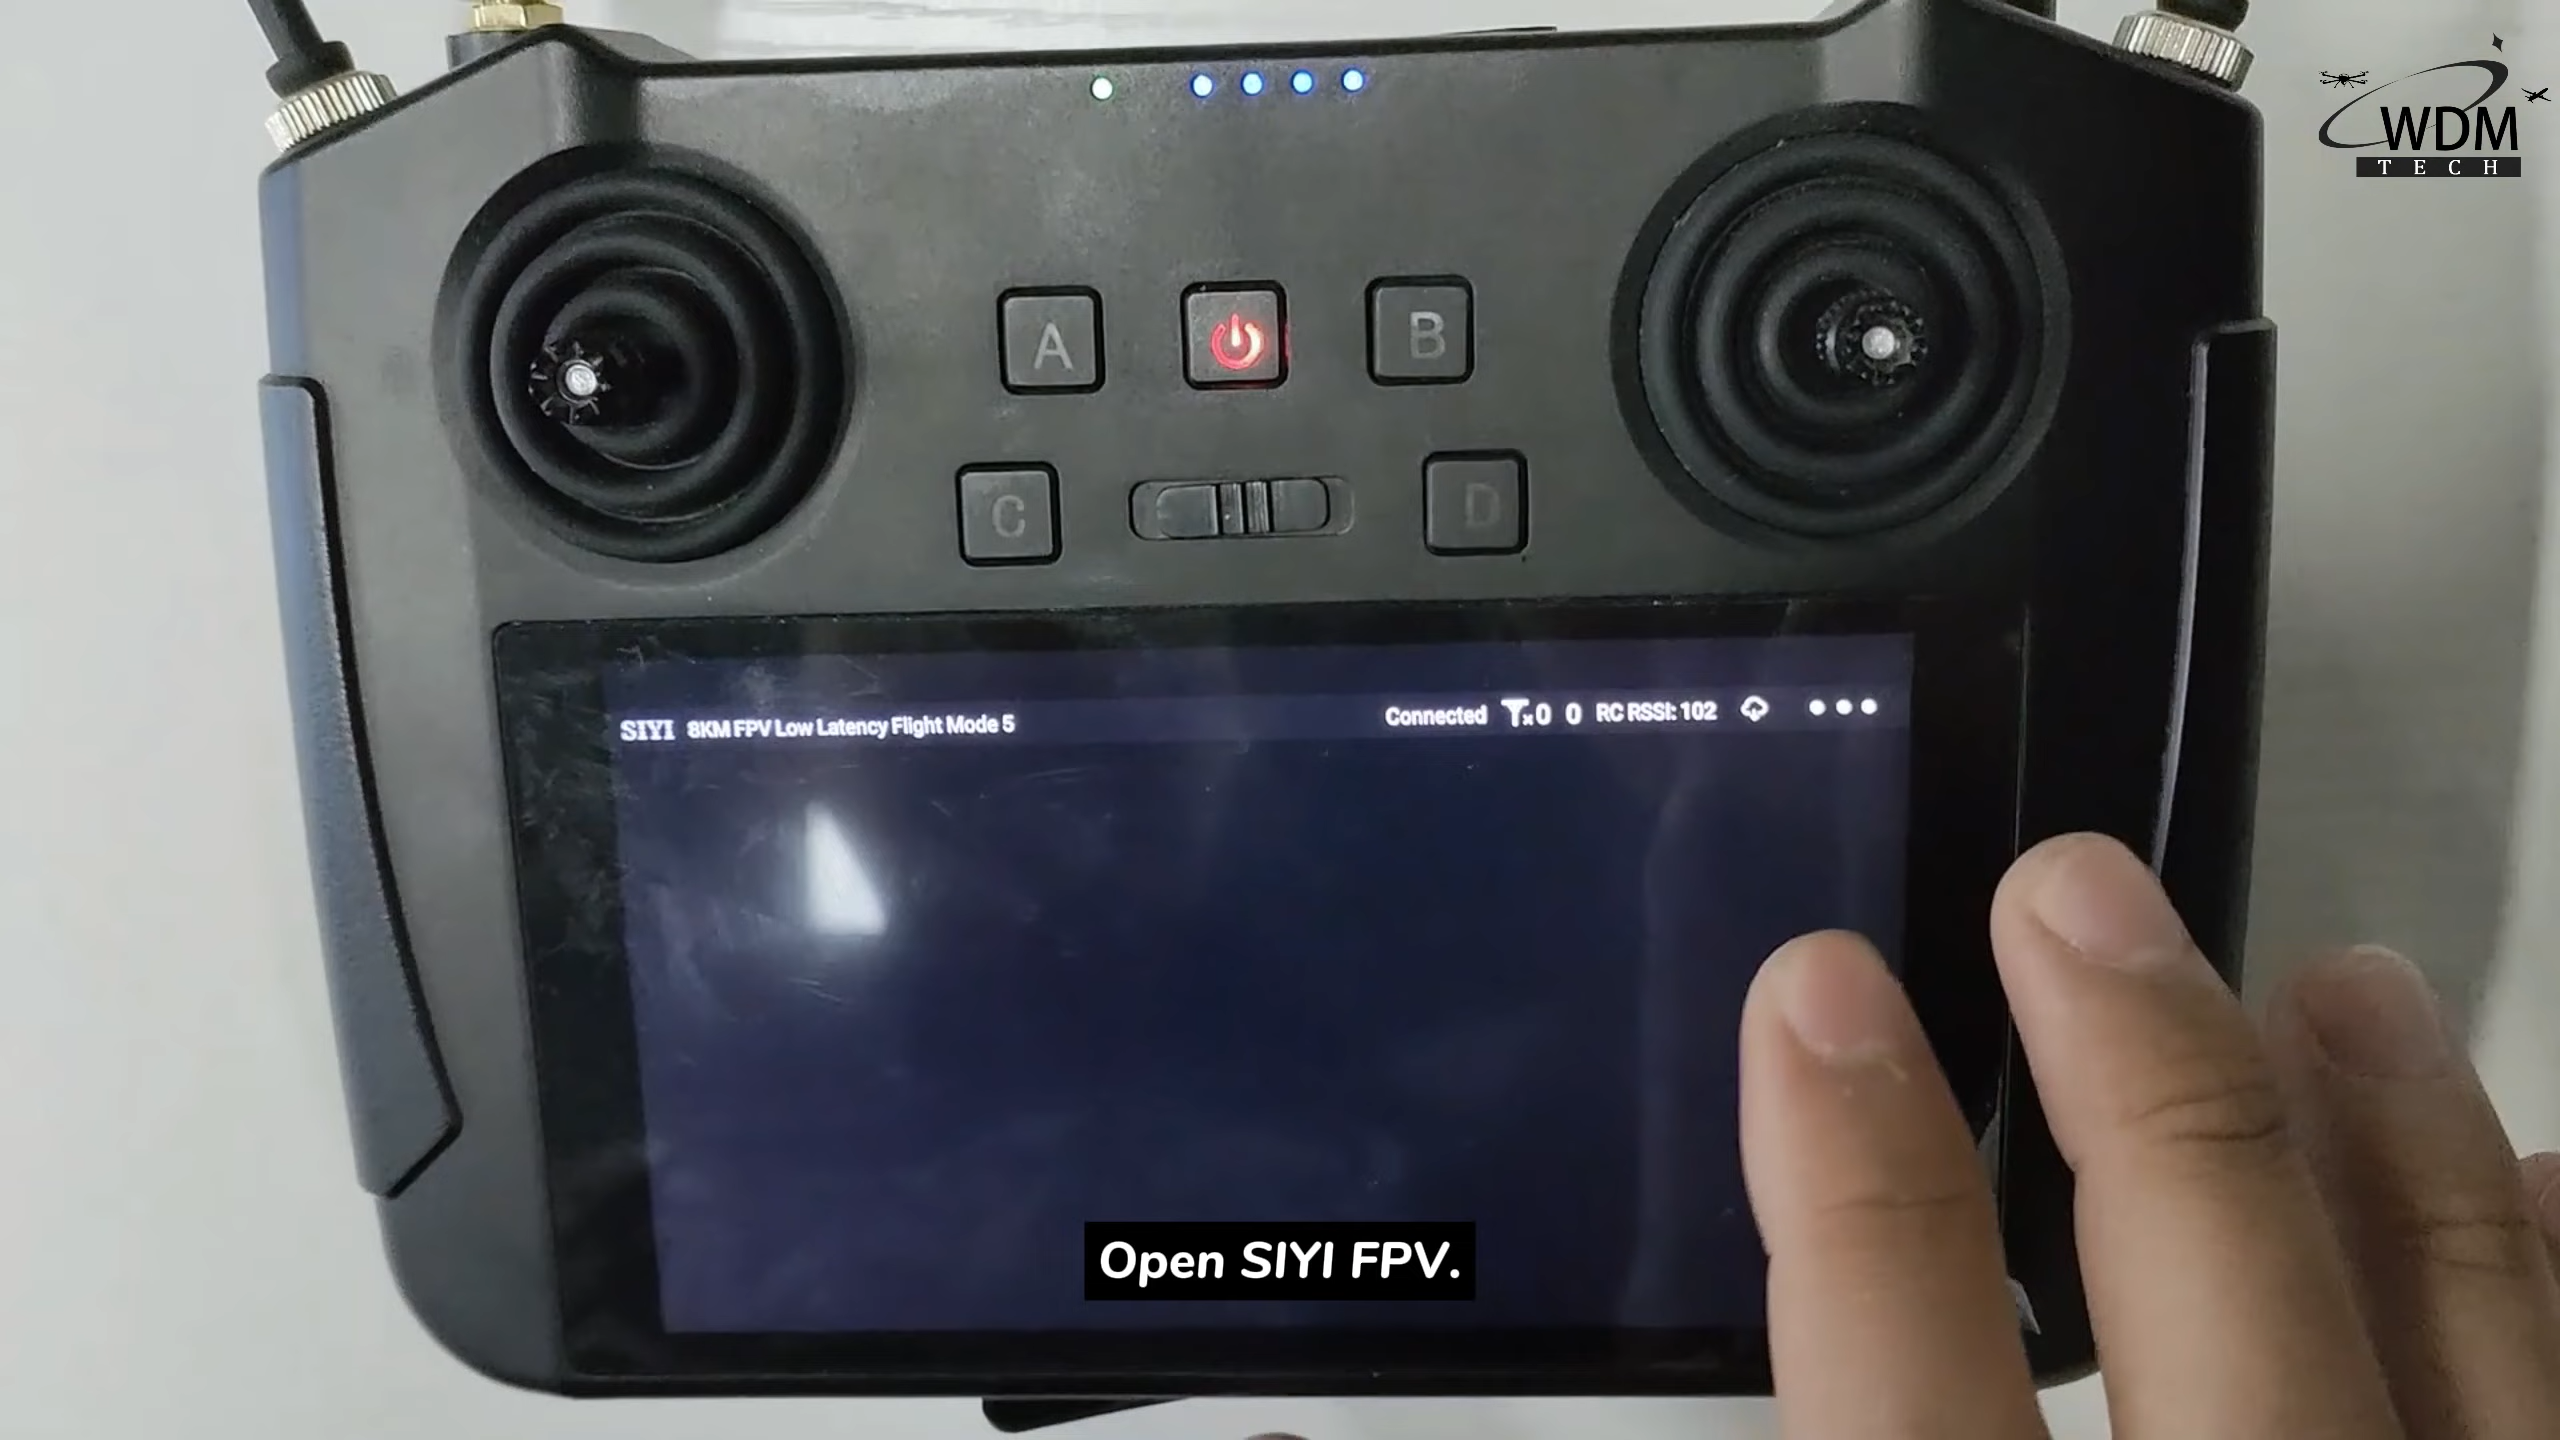 WDM
TECH
A
B
C
D
SIYI 8KM FPV Low Latency Flight Mode 5
Connected 0 0 RC RSSI: 102
Open SIYI FPV.